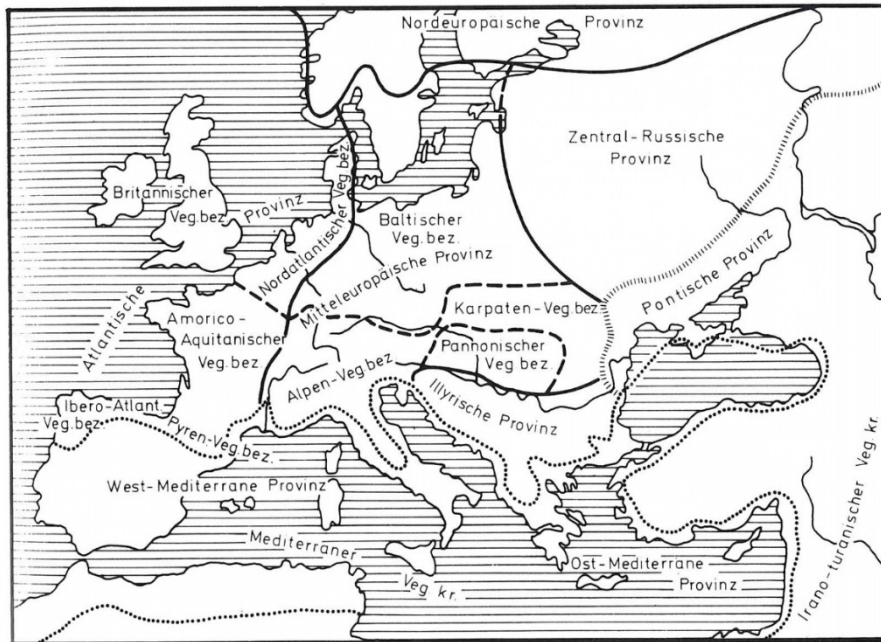 Nordeuropäische Provinz
Zentral-Russische
Provinz
Britannischer
Veg.bez.
Provinz
Nordatlantischer Veg.bez.
Baltischer
Veg.bez.
Mitteleuropäische Provinz
Pontische Provinz
Atlantische
Karpaten-Veg.bez.
Amorico-
Aquitanischer
Veg.bez.
Pannonischer
Veg.bez.
Alpen-Veg.bez.
Illyrische Provinz
Ibero-Atlant.
Veg.bez.
Pyren-Veg.bez.
West-Mediterrane Provinz
Mediterraner
Veg.kr.
Ost-Mediterrane
Provinz
Irano-turanischer Veg.kr.